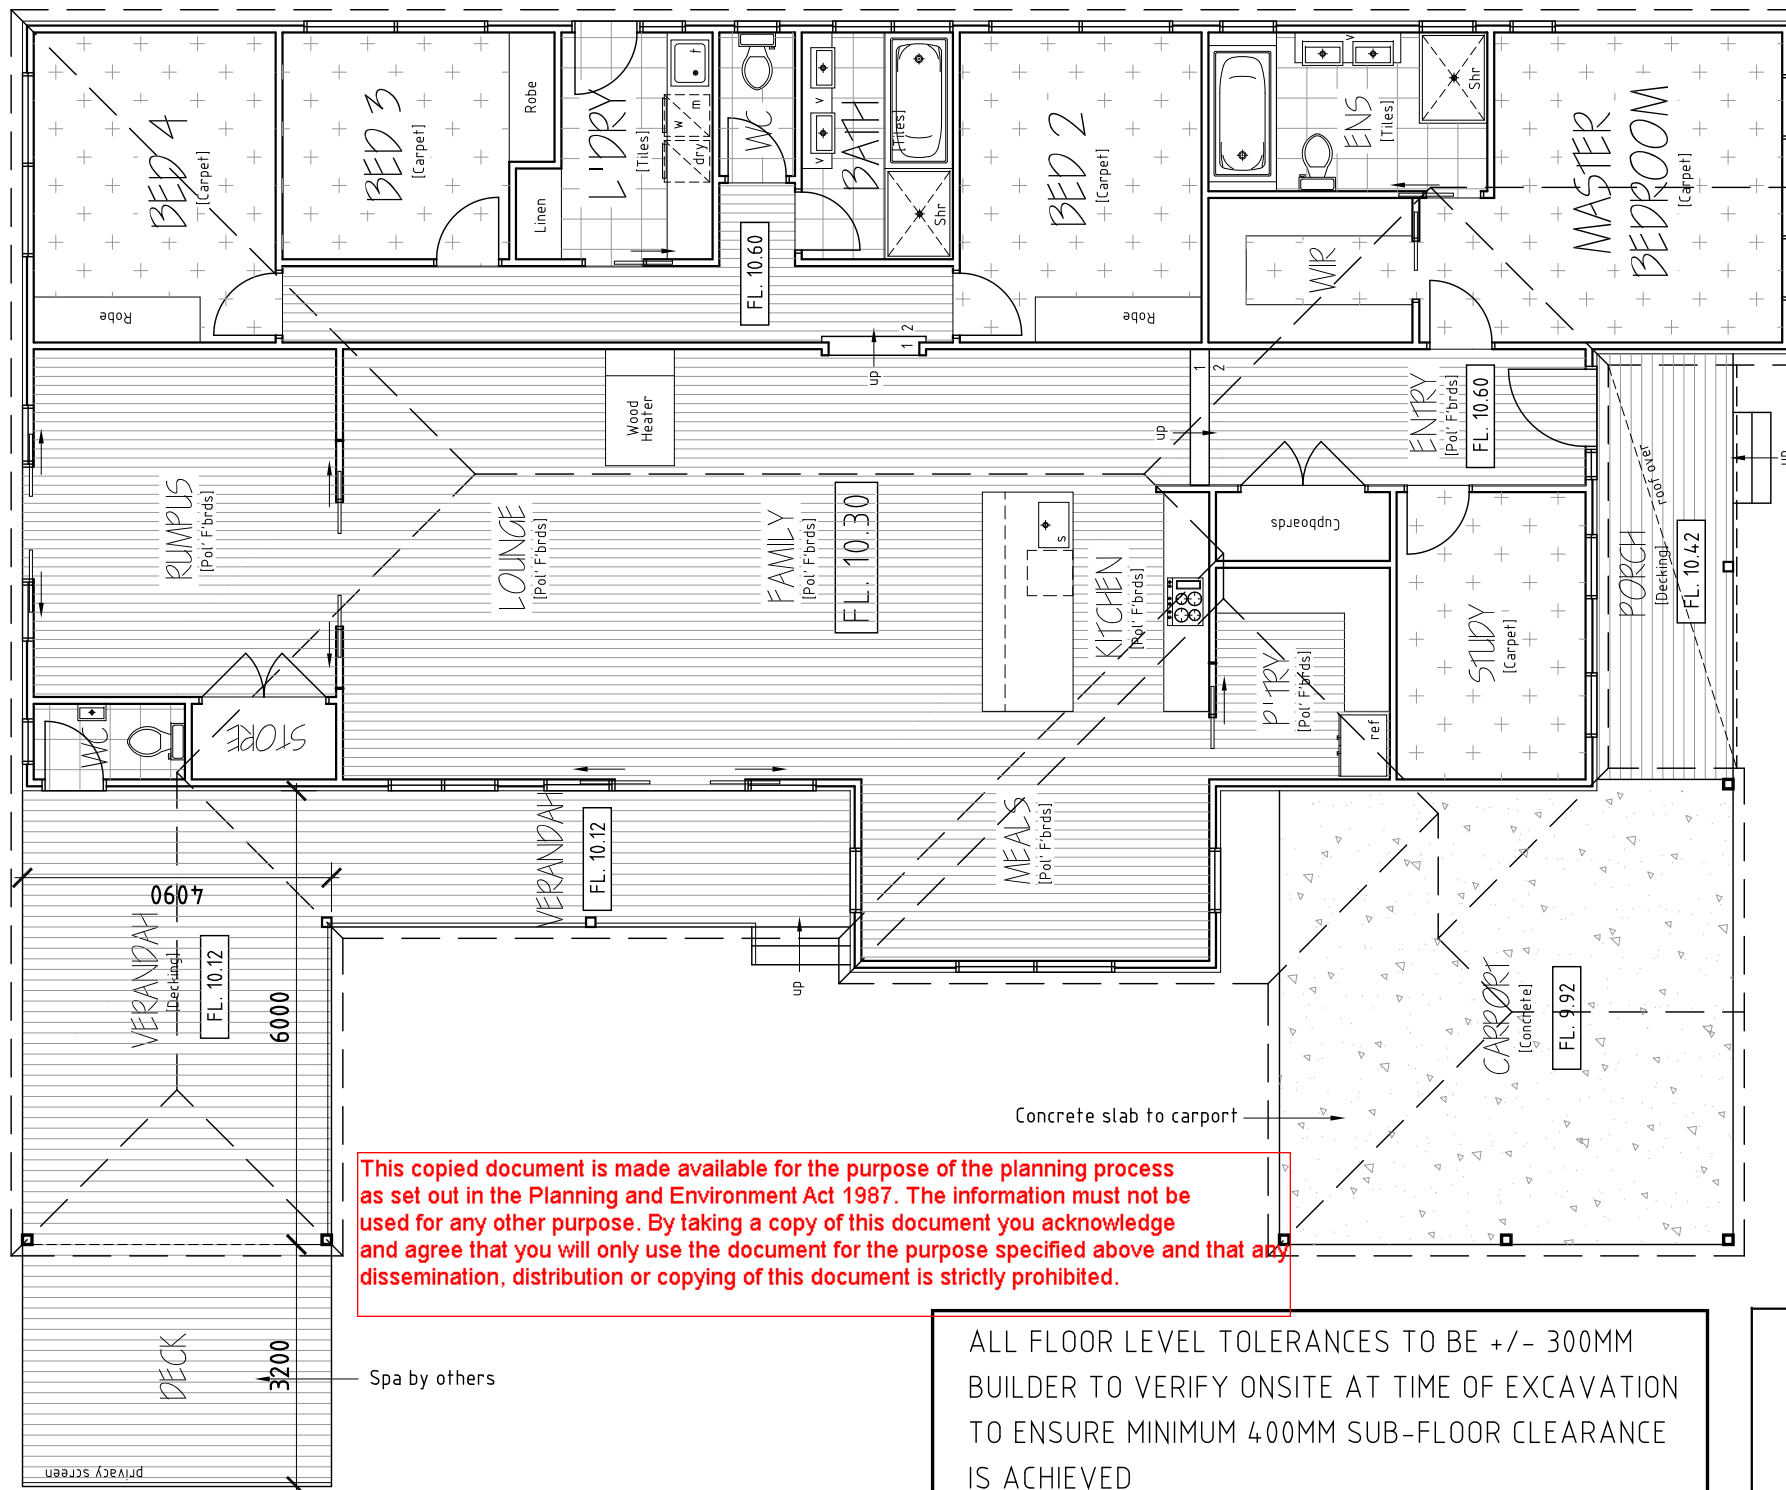 BED 4
[Carpet]
Robe
BED 3
[Carpet]
Robe
Linen
L'DRY
[Tiles]
t
w m
dry
WC
FL. 10.60
v
v
BATH
[Tiles]
Shr
BED 2
[Carpet]
Robe
v
ENS
[Tiles]
Shr
WIR
MASTER
BEDROOM
[Carpet]
1 2
up
Wood
Heater
RUMPUS
[Pol' F'brds]
LOUNGE
[Pol' F'brds]
FAMILY
[Pol' F'brds]
FL. 10.30
s
KITCHEN
[Pol' F'brds]
1
2
up
ENTRY
[Pol' F'brds]
FL. 10.60
Cupboards
P'TRY
[Pol' F'brds]
ref
STUDY
[Carpet]
PORCH
[Decking]
FL. 10.42
roof over
up
WC
STORE
VERANDAH
FL. 10.12
up
MEALS
[Pol' F'brds]
4090
VERANDAH
[Decking]
FL. 10.12
6000
CARPORT
[Concrete]
FL. 9.92
Concrete slab to carport
This copied document is made available for the purpose of the planning process
as set out in the Planning and Environment Act 1987. The information must not be
used for any other purpose. By taking a copy of this document you acknowledge
and agree that you will only use the document for the purpose specified above and that any
dissemination, distribution or copying of this document is strictly prohibited.
DECK
3200
Spa by others
privacy screen
ALL FLOOR LEVEL TOLERANCES TO BE +/- 300MM
BUILDER TO VERIFY ONSITE AT TIME OF EXCAVATION
TO ENSURE MINIMUM 400MM SUB-FLOOR CLEARANCE
IS ACHIEVED